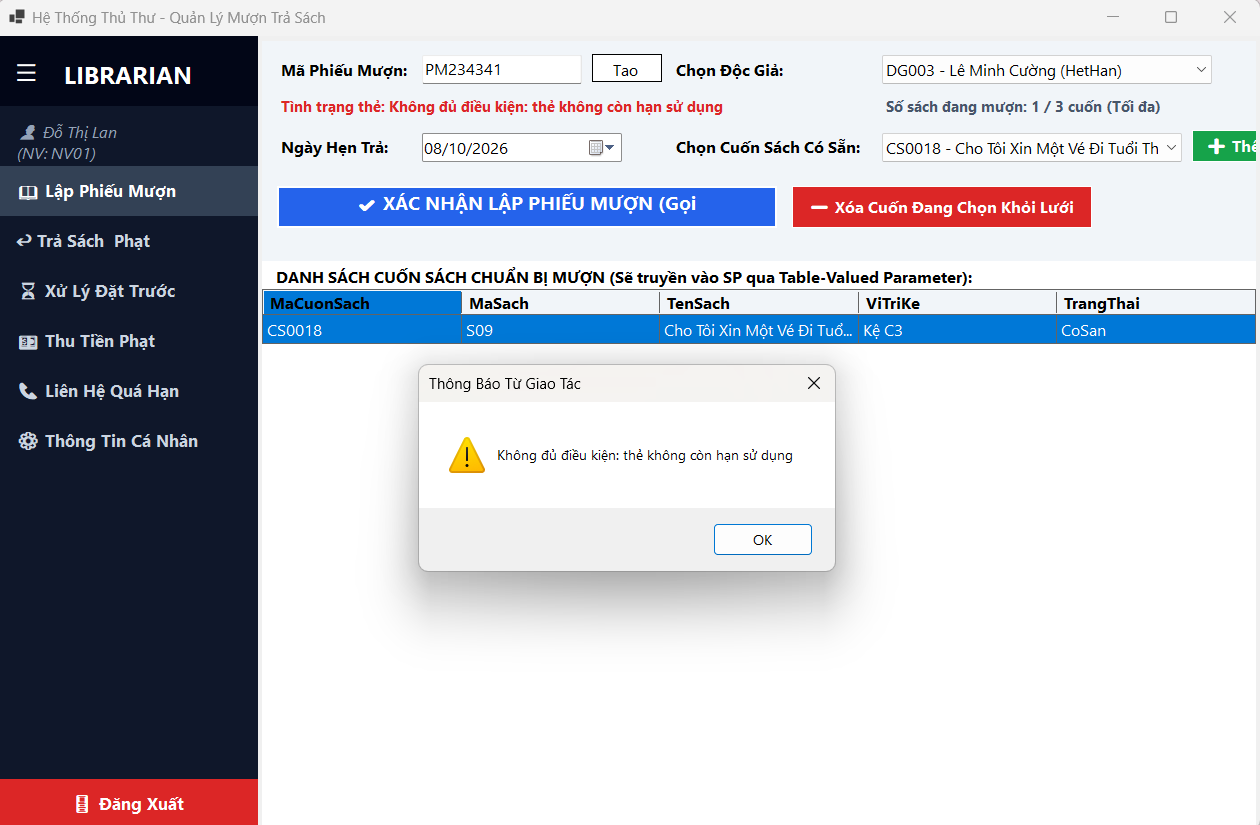 Hệ Thống Thủ Thư - Quản Lý Mượn Trả Sách
LIBRARIAN
Đỗ Thị Lan
(NV: NV01)
Lập Phiếu Mượn
Trả Sách  Phạt
Xử Lý Đặt Trước
Thu Tiền Phạt
Liên Hệ Quá Hạn
Thông Tin Cá Nhân
Đăng Xuất
Mã Phiếu Mượn: PM234341 Tao Chọn Độc Giả: DG003 - Lê Minh Cường (HetHan)
Tình trạng thẻ: Không đủ điều kiện: thẻ không còn hạn sử dụng Số sách đang mượn: 1 / 3 cuốn (Tối đa)
Ngày Hẹn Trả: 08/10/2026 Chọn Cuốn Sách Có Sẵn: CS0018 - Cho Tôi Xin Một Vé Đi Tuổi Th Thê
XÁC NHẬN LẬP PHIẾU MƯỢN (Gọi Xóa Cuốn Đang Chọn Khỏi Lưới
DANH SÁCH CUỐN SÁCH CHUẨN BỊ MƯỢN (Sẽ truyền vào SP qua Table-Valued Parameter):
MaCuonSach MaSach TenSach ViTriKe TrangThai
CS0018 S09 Cho Tôi Xin Một Vé Đi Tuổ... Kệ C3 CoSan
Thông Báo Từ Giao Tác
Không đủ điều kiện: thẻ không còn hạn sử dụng
OK